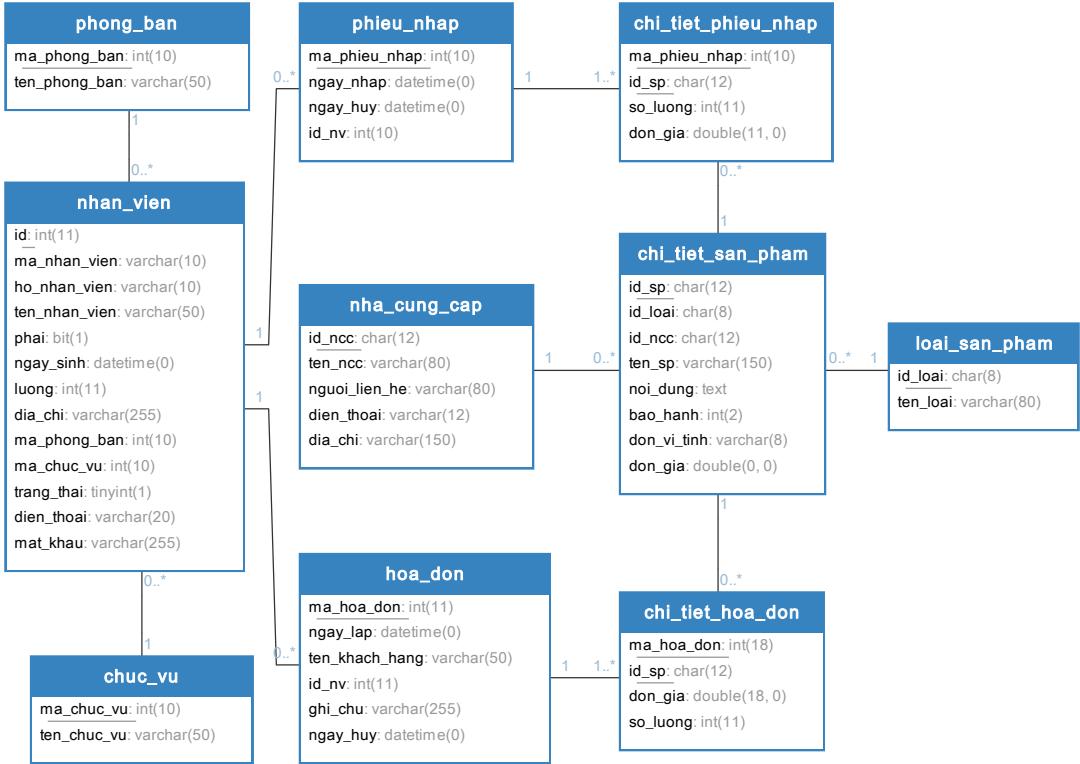 phong_ban
ma_phong_ban: int(10)
ten_phong_ban: varchar(50)
1
0..*
nhan_vien
id: int(11)
ma_nhan_vien: varchar(10)
ho_nhan_vien: varchar(10)
ten_nhan_vien: varchar(50)
phai: bit(1)
ngay_sinh: datetime(0)
luong: int(11)
dia_chi: varchar(255)
ma_phong_ban: int(10)
ma_chuc_vu: int(10)
trang_thai: tinyint(1)
dien_thoai: varchar(20)
mat_khau: varchar(255)
0..*
1
chuc_vu
ma_chuc_vu: int(10)
ten_chuc_vu: varchar(50)
1
0..*
phieu_nhap
ma_phieu_nhap: int(10)
ngay_nhap: datetime(0)
ngay_huy: datetime(0)
id_nv: int(10)
1
1..*
chi_tiet_phieu_nhap
ma_phieu_nhap: int(10)
id_sp: char(12)
so_luong: int(11)
don_gia: double(11, 0)
0..*
1
nha_cung_cap
id_ncc: char(12)
ten_ncc: varchar(80)
nguoi_lien_he: varchar(80)
dien_thoai: varchar(12)
dia_chi: varchar(150)
1
0..*
chi_tiet_san_pham
id_sp: char(12)
id_loai: char(8)
id_ncc: char(12)
ten_sp: varchar(150)
noi_dung: text
bao_hanh: int(2)
don_vi_tinh: varchar(8)
don_gia: double(0, 0)
0..*
1
loai_san_pham
id_loai: char(8)
ten_loai: varchar(80)
1
0..*
1
0..*
hoa_don
ma_hoa_don: int(11)
ngay_lap: datetime(0)
ten_khach_hang: varchar(50)
id_nv: int(11)
ghi_chu: varchar(255)
ngay_huy: datetime(0)
1
1..*
chi_tiet_hoa_don
ma_hoa_don: int(18)
id_sp: char(12)
don_gia: double(18, 0)
so_luong: int(11)